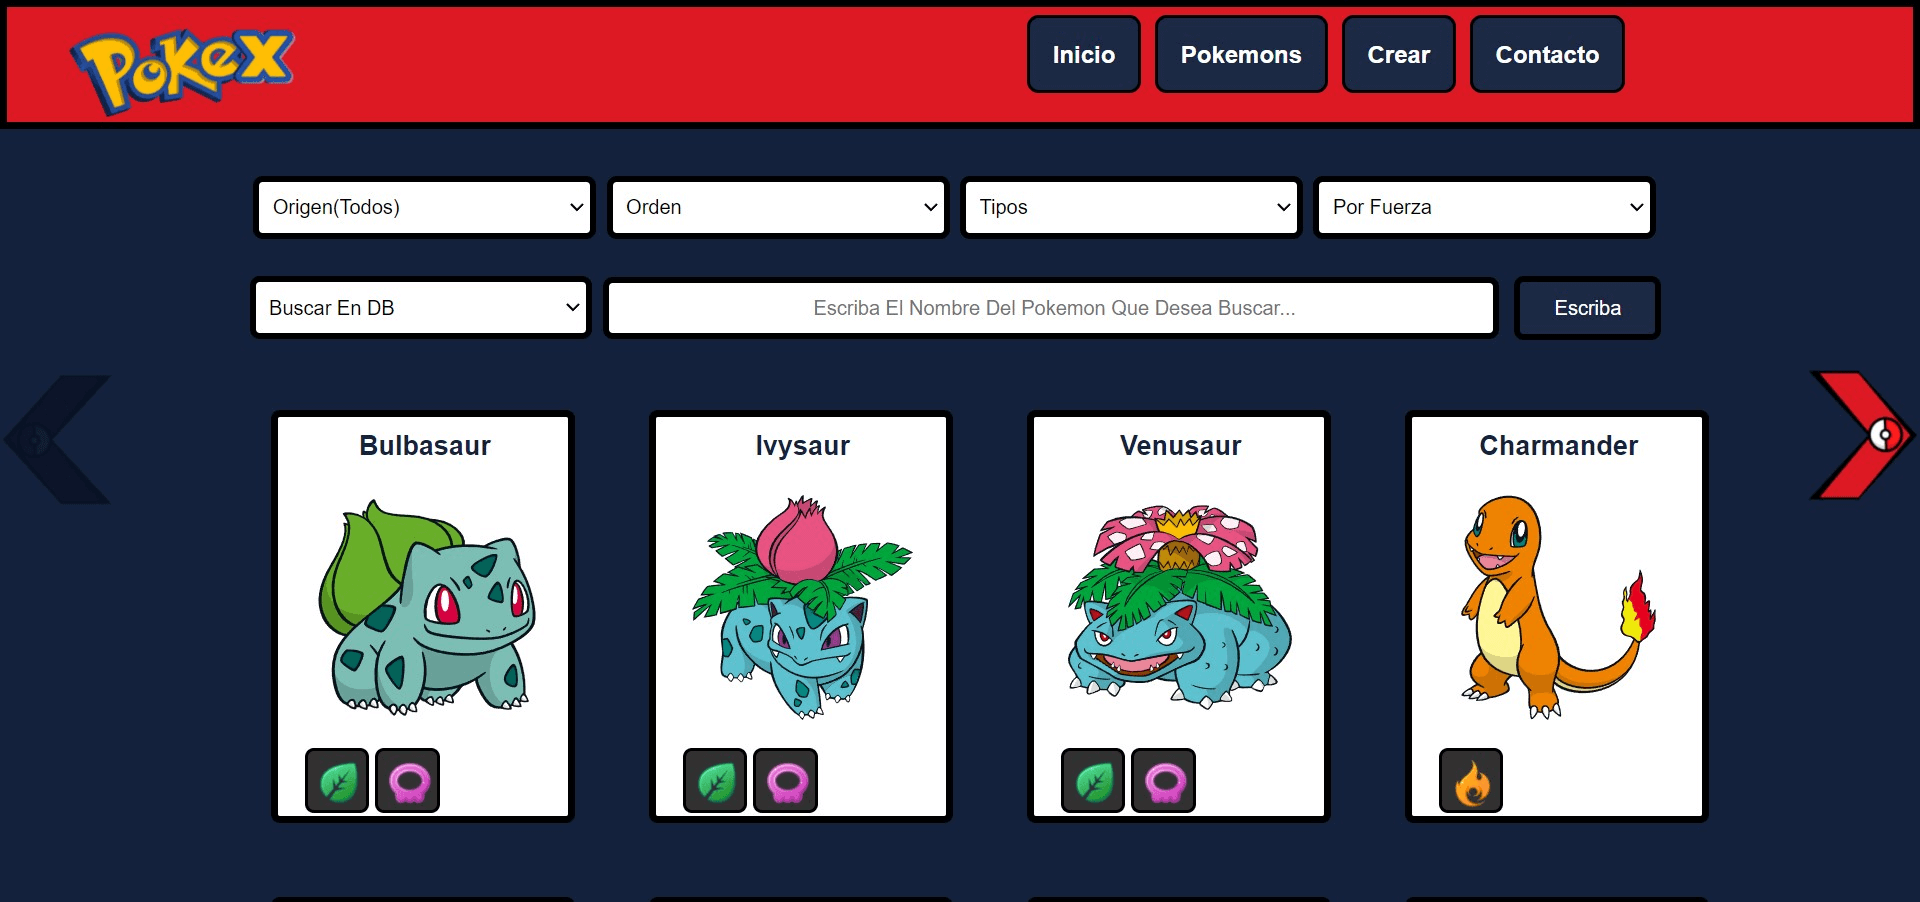 PokeX
Inicio Pokemons Crear Contacto
Origen(Todos) Orden Tipos Por Fuerza
Buscar En DB Escriba El Nombre Del Pokemon Que Desea Buscar... Escriba
Bulbasaur Ivysaur Venusaur Charmander